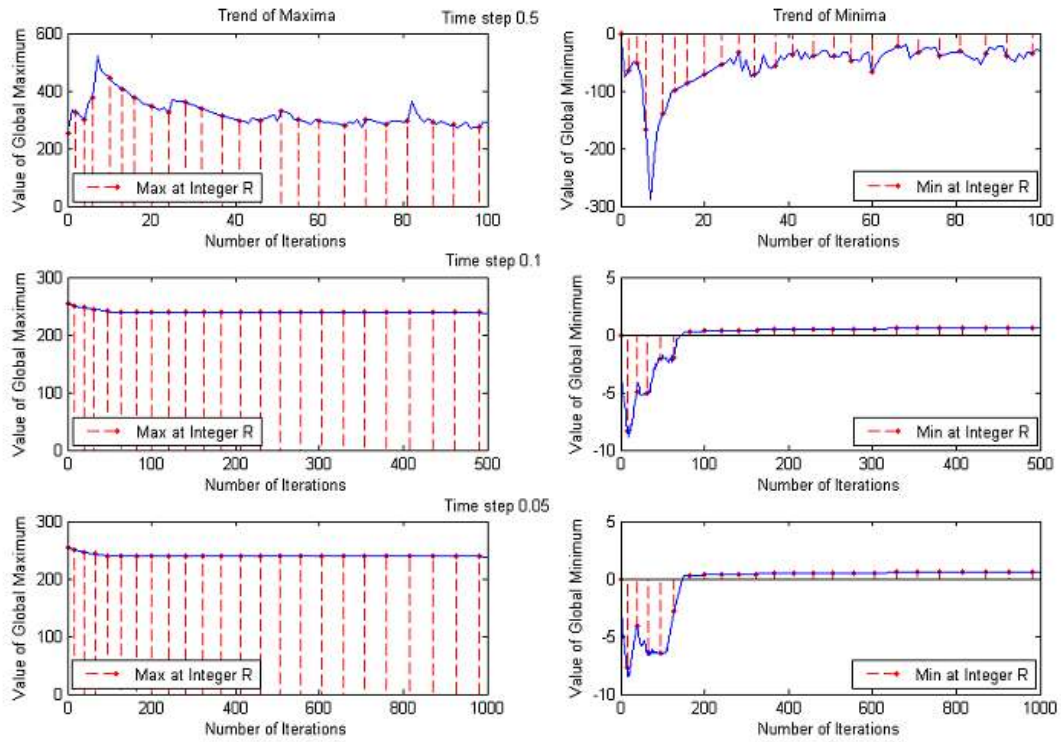 Trend of Maxima
Time step 0.5
Trend of Minima
Value of Global Maximum
600
400
200
0
Max at Integer R
0 20 40 60 80 100
Number of Iterations
Value of Global Minimum
0
-100
-200
-300
Min at Integer R
0 20 40 60 80 100
Number of Iterations
Time step 0.1
Value of Global Maximum
300
200
100
0
Max at Integer R
0 100 200 300 400 500
Number of Iterations
Value of Global Minimum
5
0
-5
-10
Min at Integer R
0 100 200 300 400 500
Number of Iterations
Time step 0.05
Value of Global Maximum
300
200
100
0
Max at Integer R
0 200 400 600 800 1000
Number of Iterations
Value of Global Minimum
5
0
-5
-10
Min at Integer R
0 200 400 600 800 1000
Number of Iterations